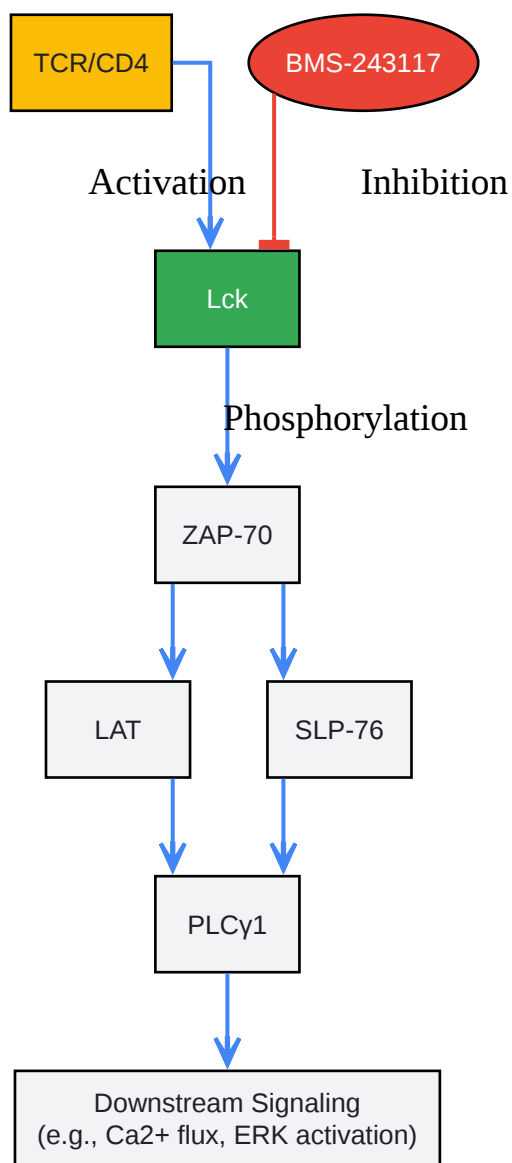 TCR/CD4
BMS-243117
Activation
Inhibition
Lck
Phosphorylation
ZAP-70
LAT
SLP-76
PLCγ1
Downstream Signaling
(e.g., Ca2+ flux, ERK activation)